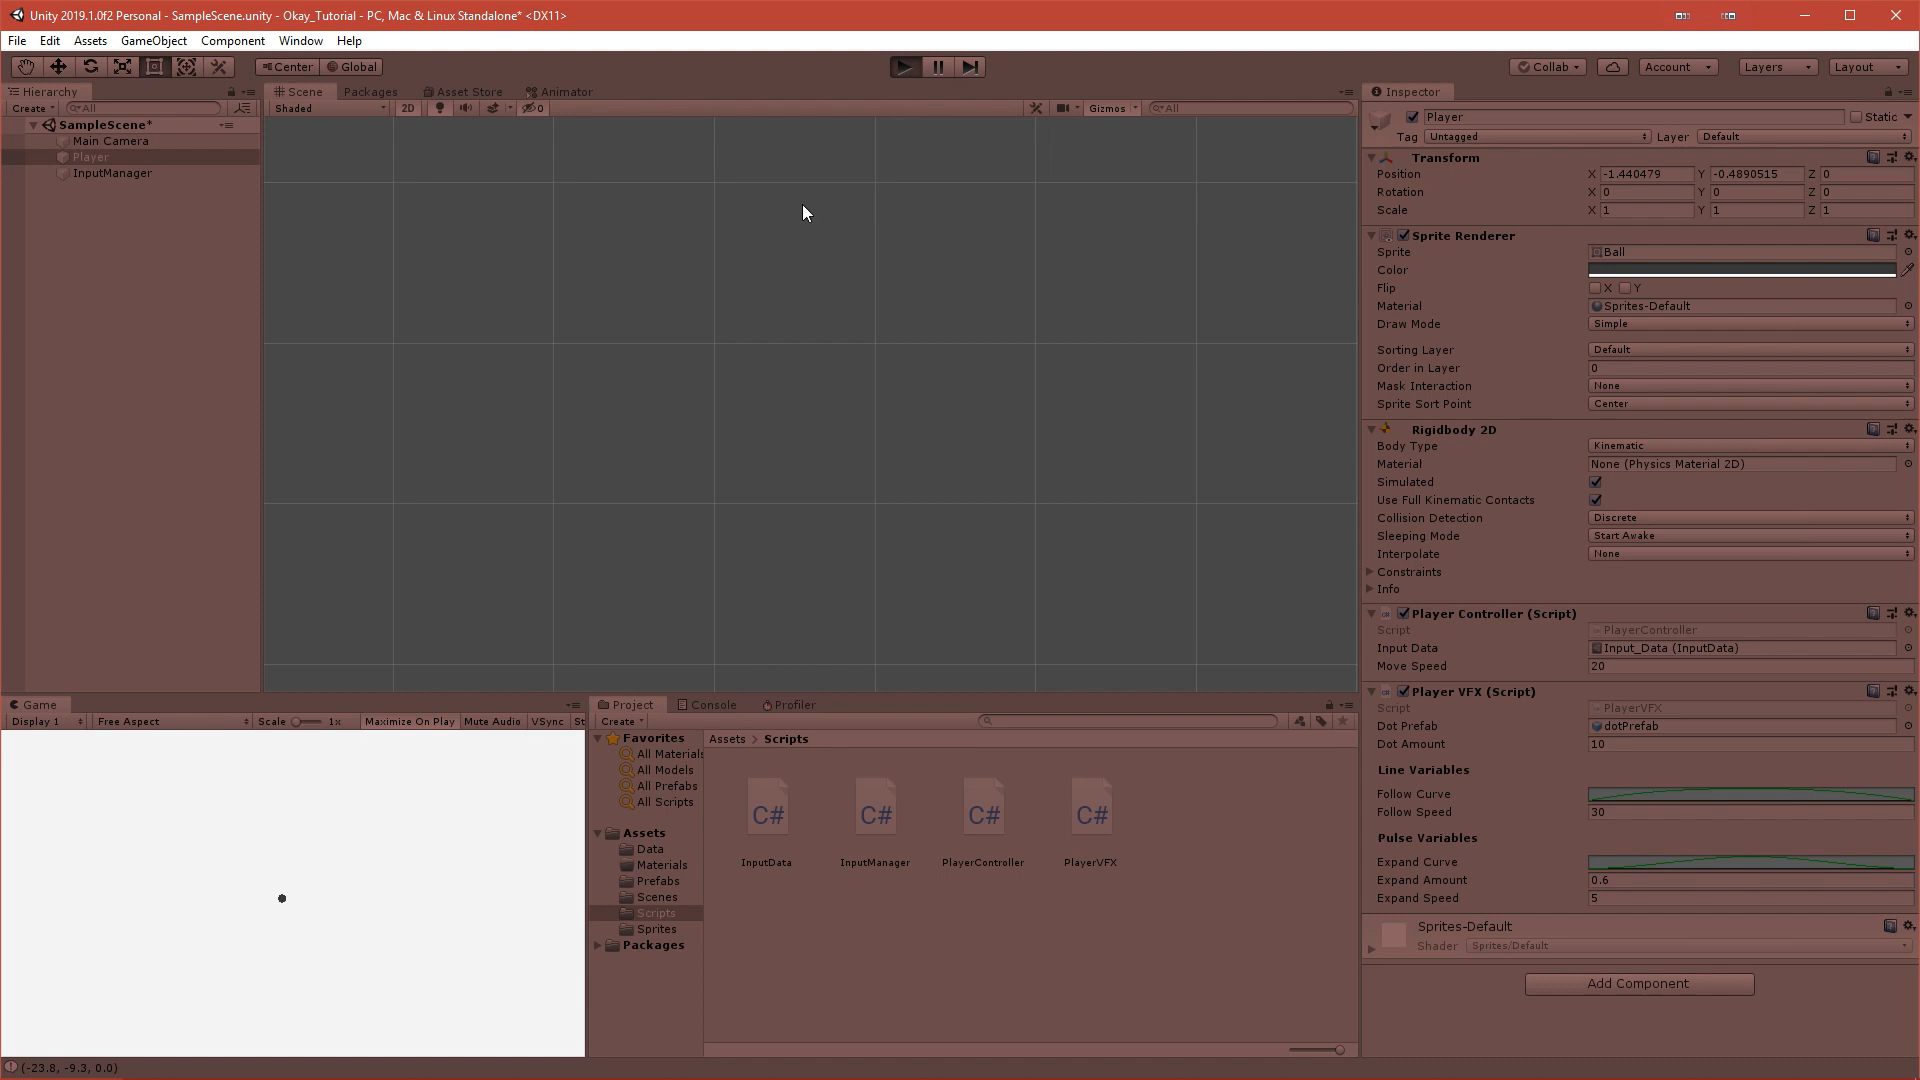 Unity 2019.1.0f2 Personal - SampleScene.unity - Okay_Tutorial - PC, Mac & Linux Standalone* <DX11>
File Edit Assets GameObject Component Window Help
Center Global Collab Account Layers Layout
Hierarchy Scene Packages Asset Store Animator Inspector
Create All Shaded 2D 0 Gizmos All
SampleScene*
Main Camera
Player
InputManager
Player Static
Tag Untagged Layer Default
Transform
Position X -1.440479 Y -0.4890515 Z 0
Rotation X 0 Y 0 Z 0
Scale X 1 Y 1 Z 1
Sprite Renderer
Sprite Ball
Color
Flip X Y
Material Sprites-Default
Draw Mode Simple
Sorting Layer Default
Order in Layer 0
Mask Interaction None
Sprite Sort Point Center
Rigidbody 2D
Body Type Kinematic
Material None (Physics Material 2D)
Simulated
Use Full Kinematic Contacts
Collision Detection Discrete
Sleeping Mode Start Awake
Interpolate None
Constraints
Info
Player Controller (Script)
Script PlayerController
Input Data Input_Data (InputData)
Move Speed 20
Player VFX (Script)
Script PlayerVFX
Dot Prefab dotPrefab
Dot Amount 10
Line Variables
Follow Curve
Follow Speed 30
Pulse Variables
Expand Curve
Expand Amount 0.6
Expand Speed 5
Sprites-Default
Shader Sprites/Default
Add Component
Game
Display 1 Free Aspect Scale 1x Maximize On Play Mute Audio VSync St
Project Console Profiler
Create
Favorites
All Materials
All Models
All Prefabs
All Scripts
Assets
Data
Materials
Prefabs
Scenes
Scripts
Sprites
Packages
Assets > Scripts
C# C# C# C#
InputData InputManager PlayerController PlayerVFX
(-23.8, -9.3, 0.0)